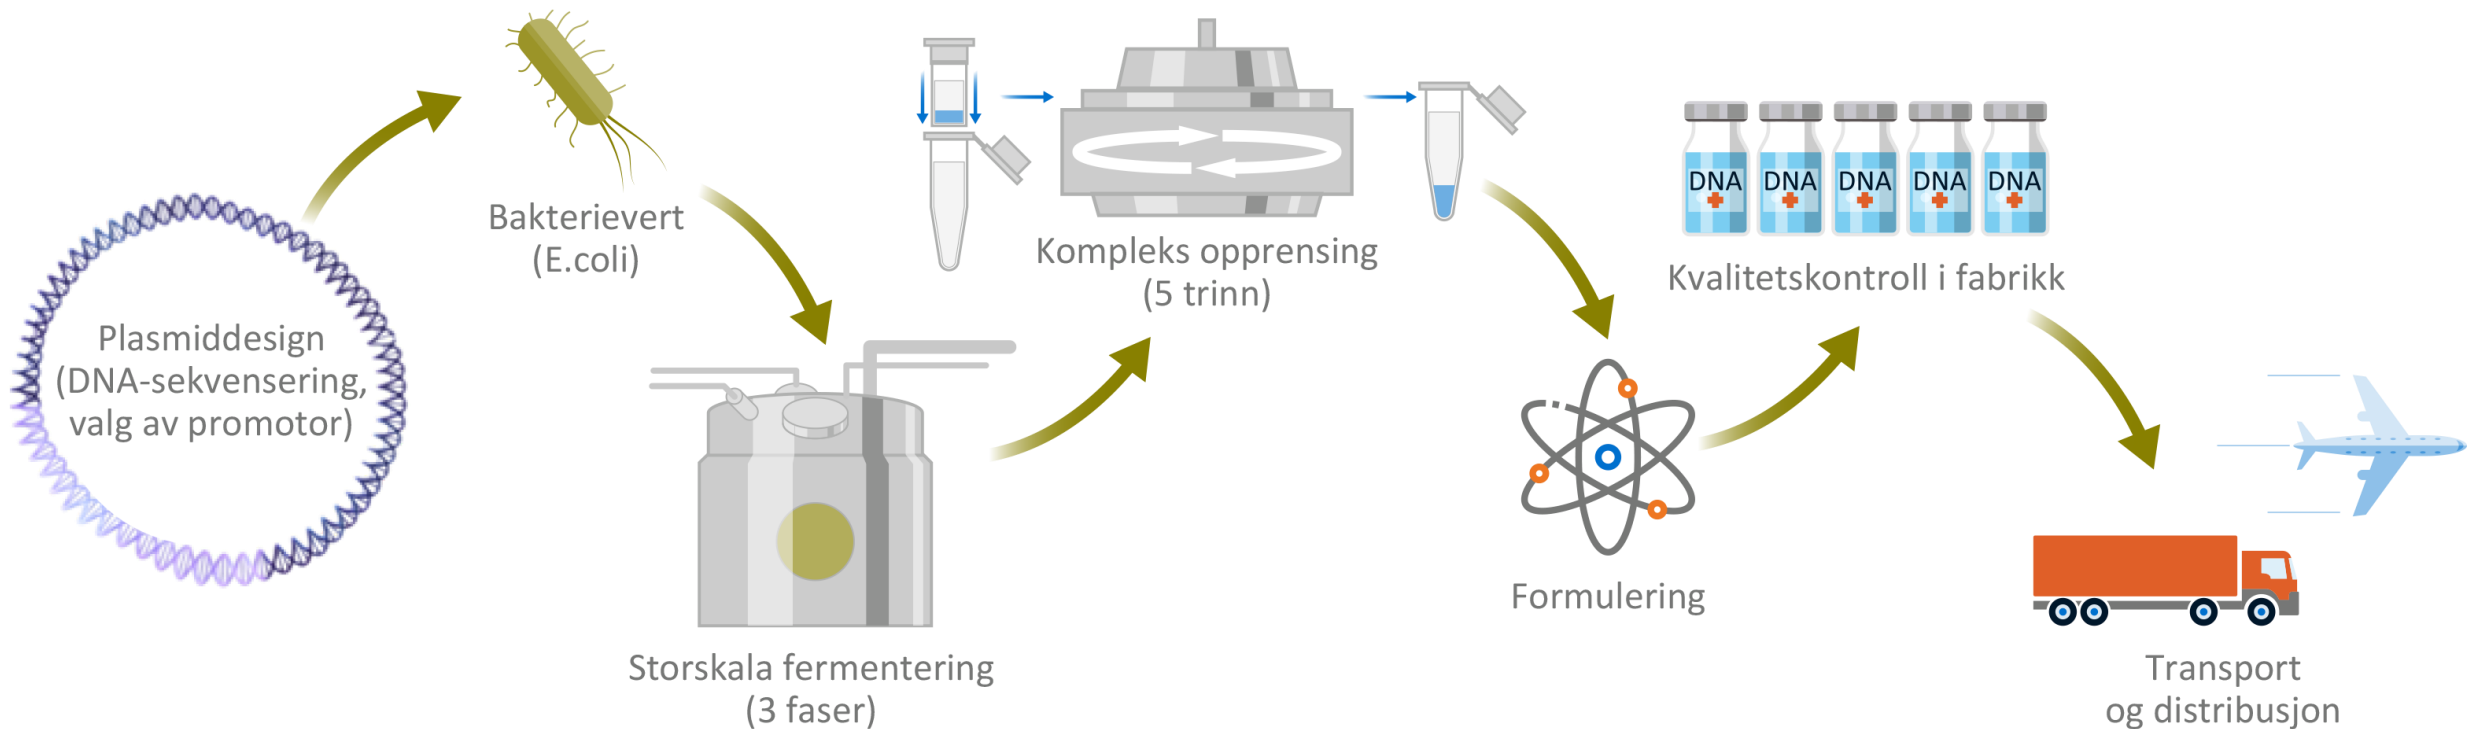 Plasmiddesign
(DNA-sekvensering,
valg av promotor)
Bakterievert
(E.coli)
Storskala fermentering
(3 faser)
Kompleks opprensing
(5 trinn)
Formulering
DNA
DNA
DNA
DNA
DNA
Kvalitetskontroll i fabrikk
Transport
og distribusjon